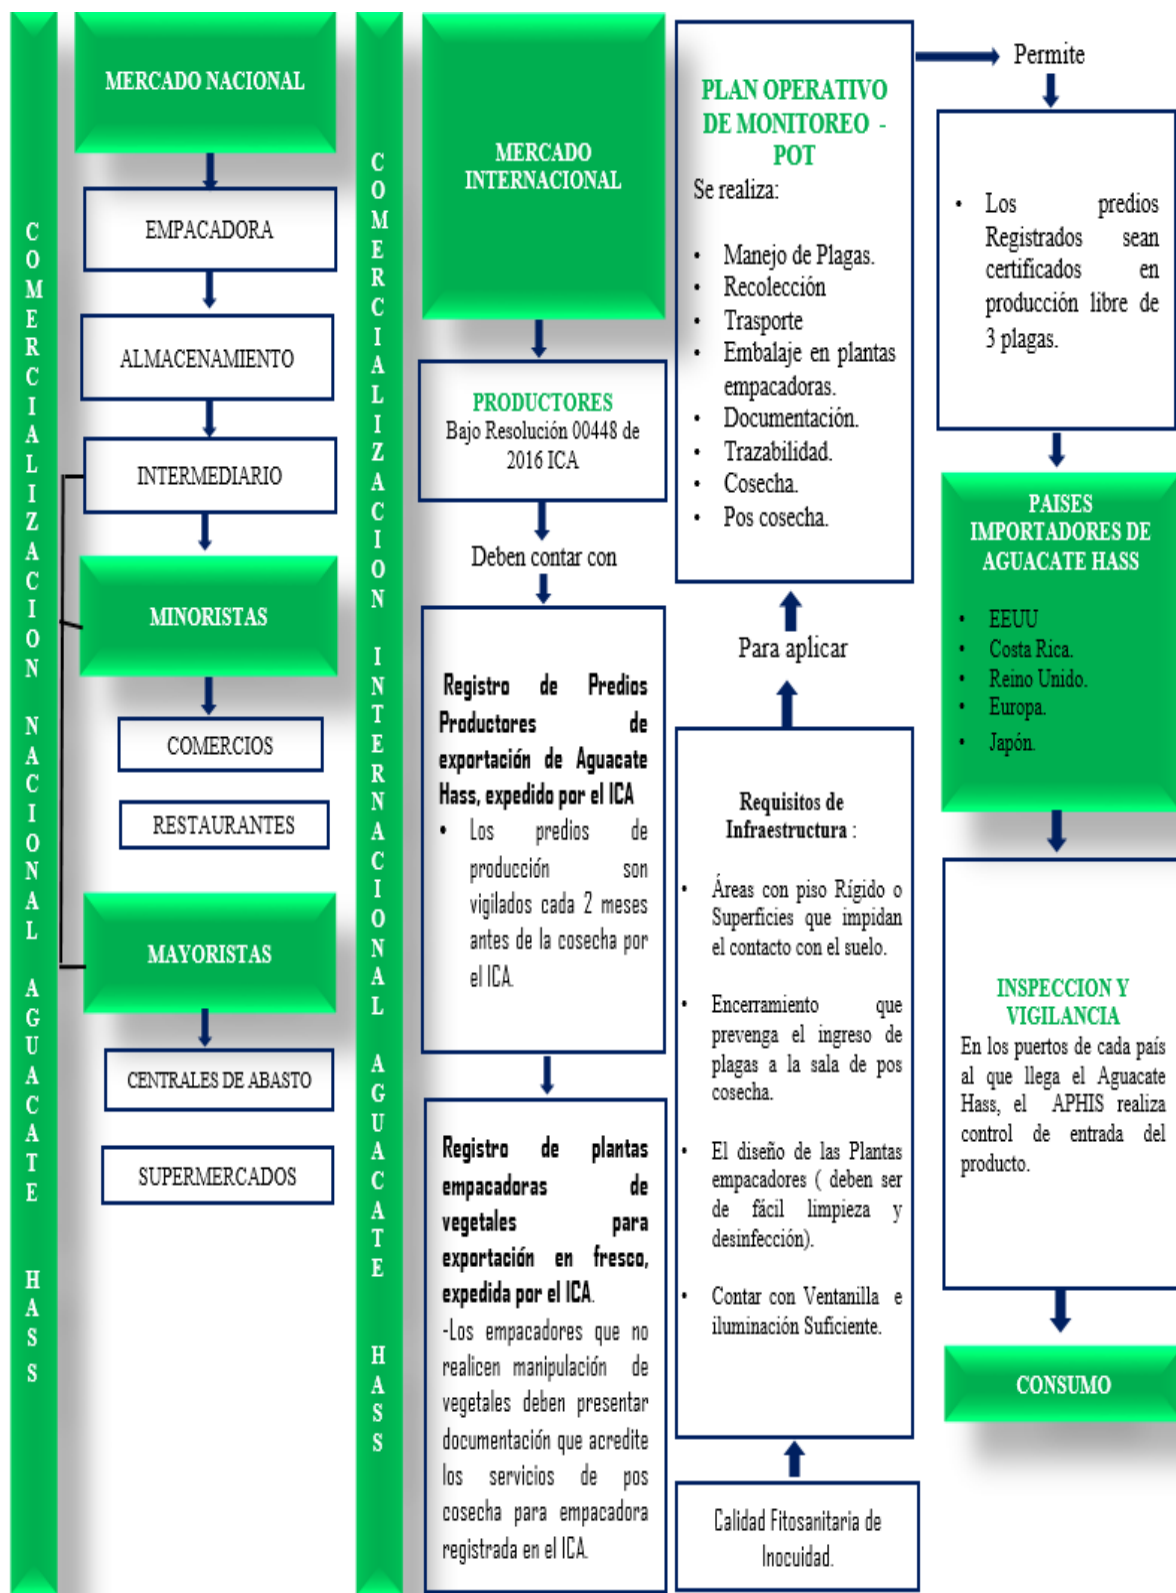 COMERCIALIZACION NACIONAL AGUACATE HASS
MERCADO NACIONAL
EMPACADORA
ALMACENAMIENTO
INTERMEDIARIO
MINORISTAS
COMERCIOS
RESTAURANTES
MAYORISTAS
CENTRALES DE ABASTO
SUPERMERCADOS
COMERCIALIZACION INTERNACIONAL AGUACATE HASS
MERCADO
INTERNACIONAL
PRODUCTORES
Bajo Resolución 00448 de
2016 ICA
Deben contar con
Registro de Predios
Productores de
exportación de Aguacate
Hass, expedido por el ICA
• Los predios de
producción son
vigilados cada 2 meses
antes de la cosecha por
el ICA.
Registro de plantas
empacadoras de
vegetales para
exportación en fresco,
expedida por el ICA.
-Los empacadores que no
realicen manipulación de
vegetales deben presentar
documentación que acredite
los servicios de pos
cosecha para empacadora
registrada en el ICA.
Calidad Fitosanitaria de
Inocuidad.
Requisitos de
Infraestructura :
• Áreas con piso Rígido o
Superfícies que impidan
el contacto con el suelo.
• Encerramiento que
prevenga el ingreso de
plagas a la sala de pos
cosecha.
• El diseño de las Plantas
empacadores ( deben ser
de fácil limpieza y
desinfección).
• Contar con Ventanilla e
iluminación Suficiente.
Para aplicar
PLAN OPERATIVO
DE MONITOREO -
POT
Se realiza:
• Manejo de Plagas.
• Recolección
• Trasporte
• Embalaje en plantas
empacadoras.
• Documentación.
• Trazabilidad.
• Cosecha.
• Pos cosecha.
Permite
• Los predios
Registrados sean
certificados en
producción libre de
3 plagas.
PAISES
IMPORTADORES DE
AGUACATE HASS
• EEUU
• Costa Rica.
• Reino Unido.
• Europa.
• Japón.
INSPECCION Y
VIGILANCIA
En los puertos de cada país
al que llega el Aguacate
Hass, el APHIS realiza
control de entrada del
producto.
CONSUMO